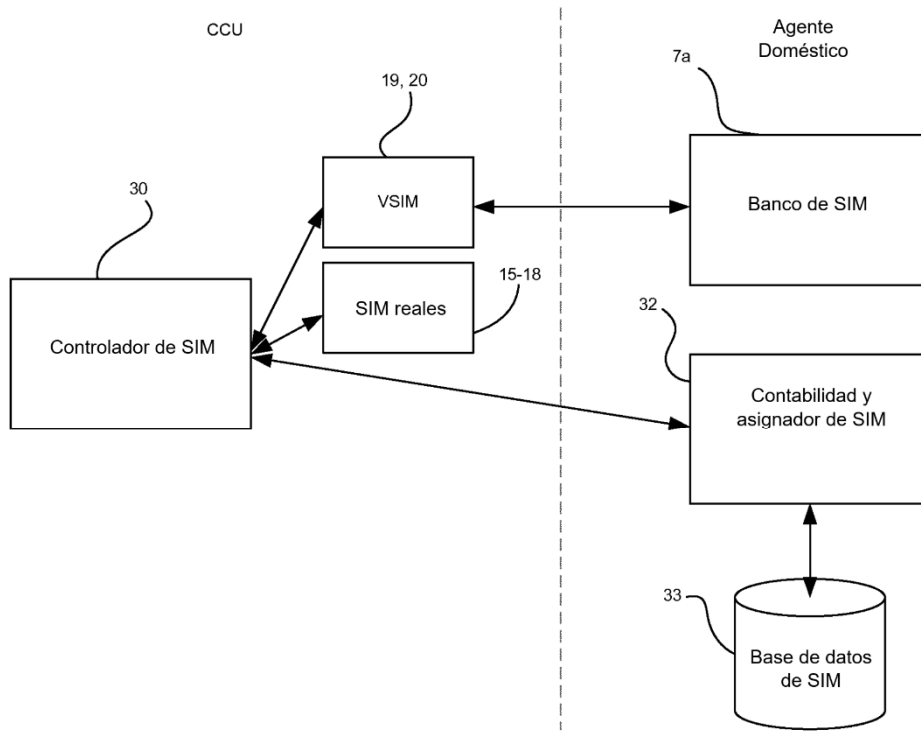 CCU
Agente
Doméstico
19, 20
7a
30
VSIM
Banco de SIM
15-18
SIM reales
32
Controlador de SIM
Contabilidad y
asignador de SIM
33
Base de datos
de SIM